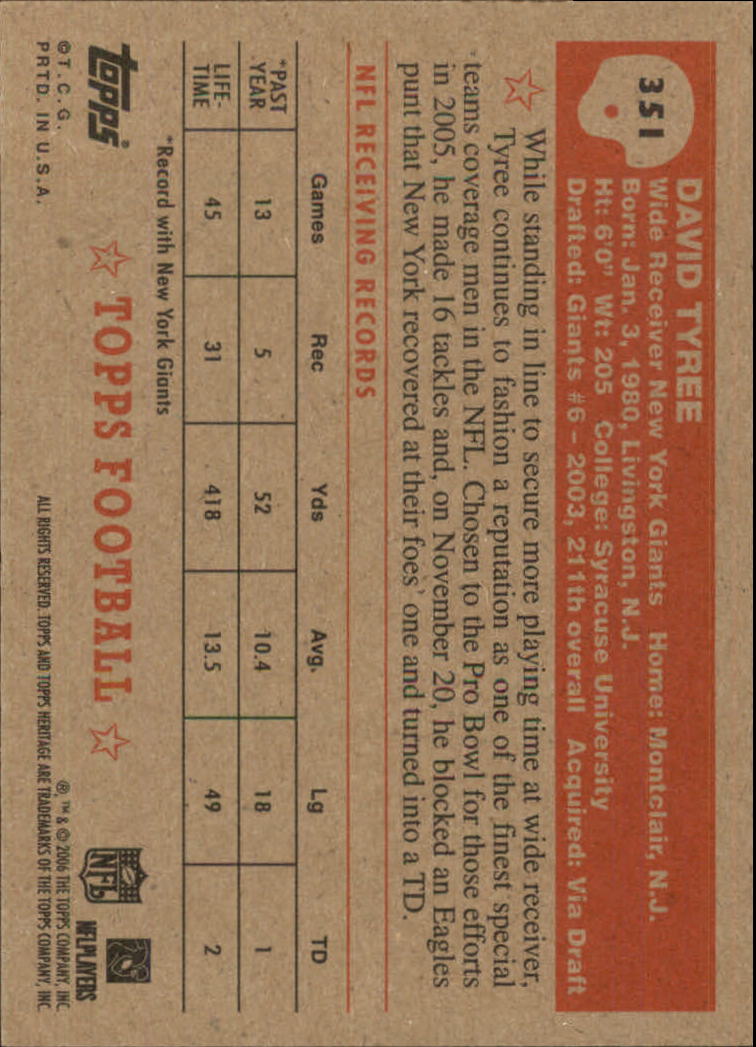 351
DAVID TYREE
Wide Receiver New York Giants Home: Montclair, N.J.
Born: Jan. 3, 1980, Livingston, N.J.
Ht: 6'0" Wt: 205 College: Syracuse University
Drafted: Giants #6 – 2003, 211th overall Acquired: Via Draft
While standing in line to secure more playing time at wide receiver,
Tyree continues to fashion a reputation as one of the finest special
teams coverage men in the NFL. Chosen to the Pro Bowl for those efforts
in 2005, he made 16 tackles and, on November 20, he blocked an Eagles
punt that New York recovered at their foes' one and turned into a TD.
NFL RECEIVING RECORDS
Games Rec Yds Avg. Lg TD
*PAST
YEAR 13 5 52 10.4 18 1
LIFE-
TIME 45 31 418 13.5 49 2
*Record with New York Giants
topps®
©T.C.G.
PRTD. IN U.S.A.
TOPPS FOOTBALL
NFL
NFLPLAYERS
®, ™ & © 2006 THE TOPPS COMPANY, INC.
ALL RIGHTS RESERVED. TOPPS AND TOPPS HERITAGE ARE TRADEMARKS OF THE TOPPS COMPANY, INC.